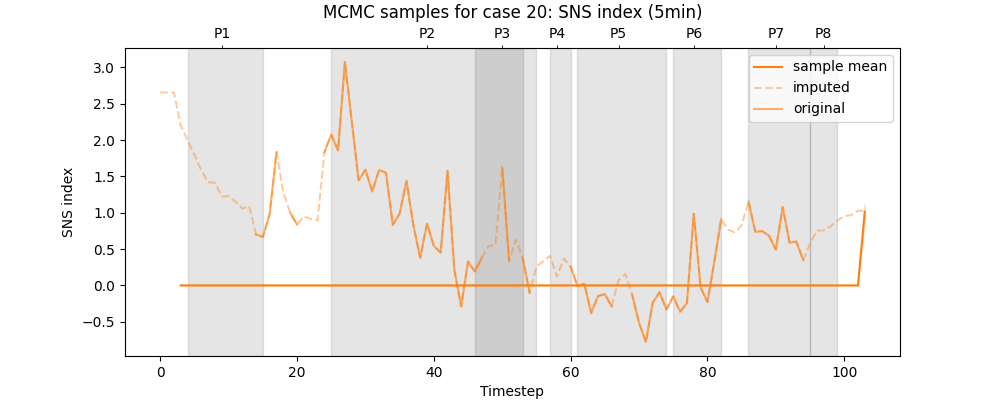 MCMC samples for case 20: SNS index (5min)
P1 P2 P3 P4 P5 P6 P7 P8
sample mean
imputed
original
3.0
2.5
2.0
1.5
1.0
0.5
0.0
−0.5
SNS index
0 20 40 60 80 100
Timestep